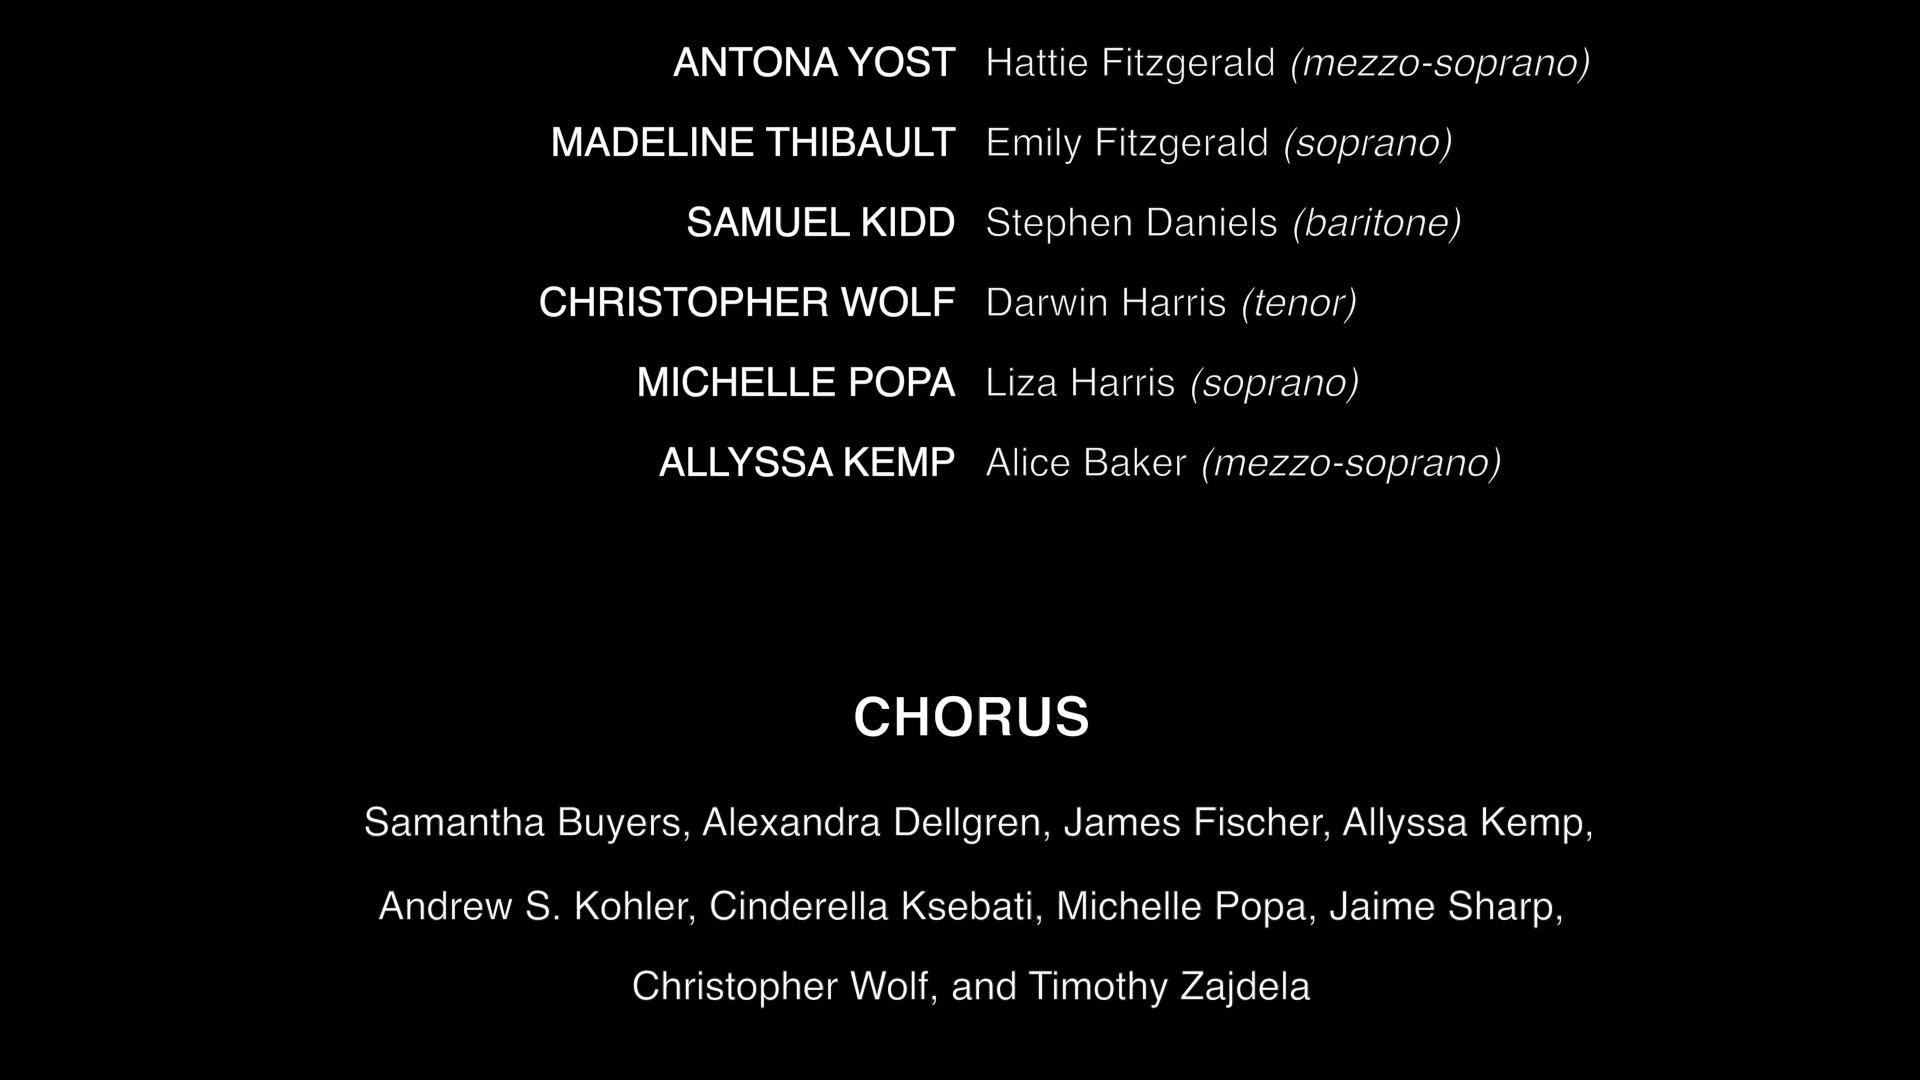 ANTONA YOST Hattie Fitzgerald (mezzo-soprano)
MADELINE THIBAULT Emily Fitzgerald (soprano)
SAMUEL KIDD Stephen Daniels (baritone)
CHRISTOPHER WOLF Darwin Harris (tenor)
MICHELLE POPA Liza Harris (soprano)
ALLYSSA KEMP Alice Baker (mezzo-soprano)
CHORUS
Samantha Buyers, Alexandra Dellgren, James Fischer, Allyssa Kemp,
Andrew S. Kohler, Cinderella Ksebati, Michelle Popa, Jaime Sharp,
Christopher Wolf, and Timothy Zajdela